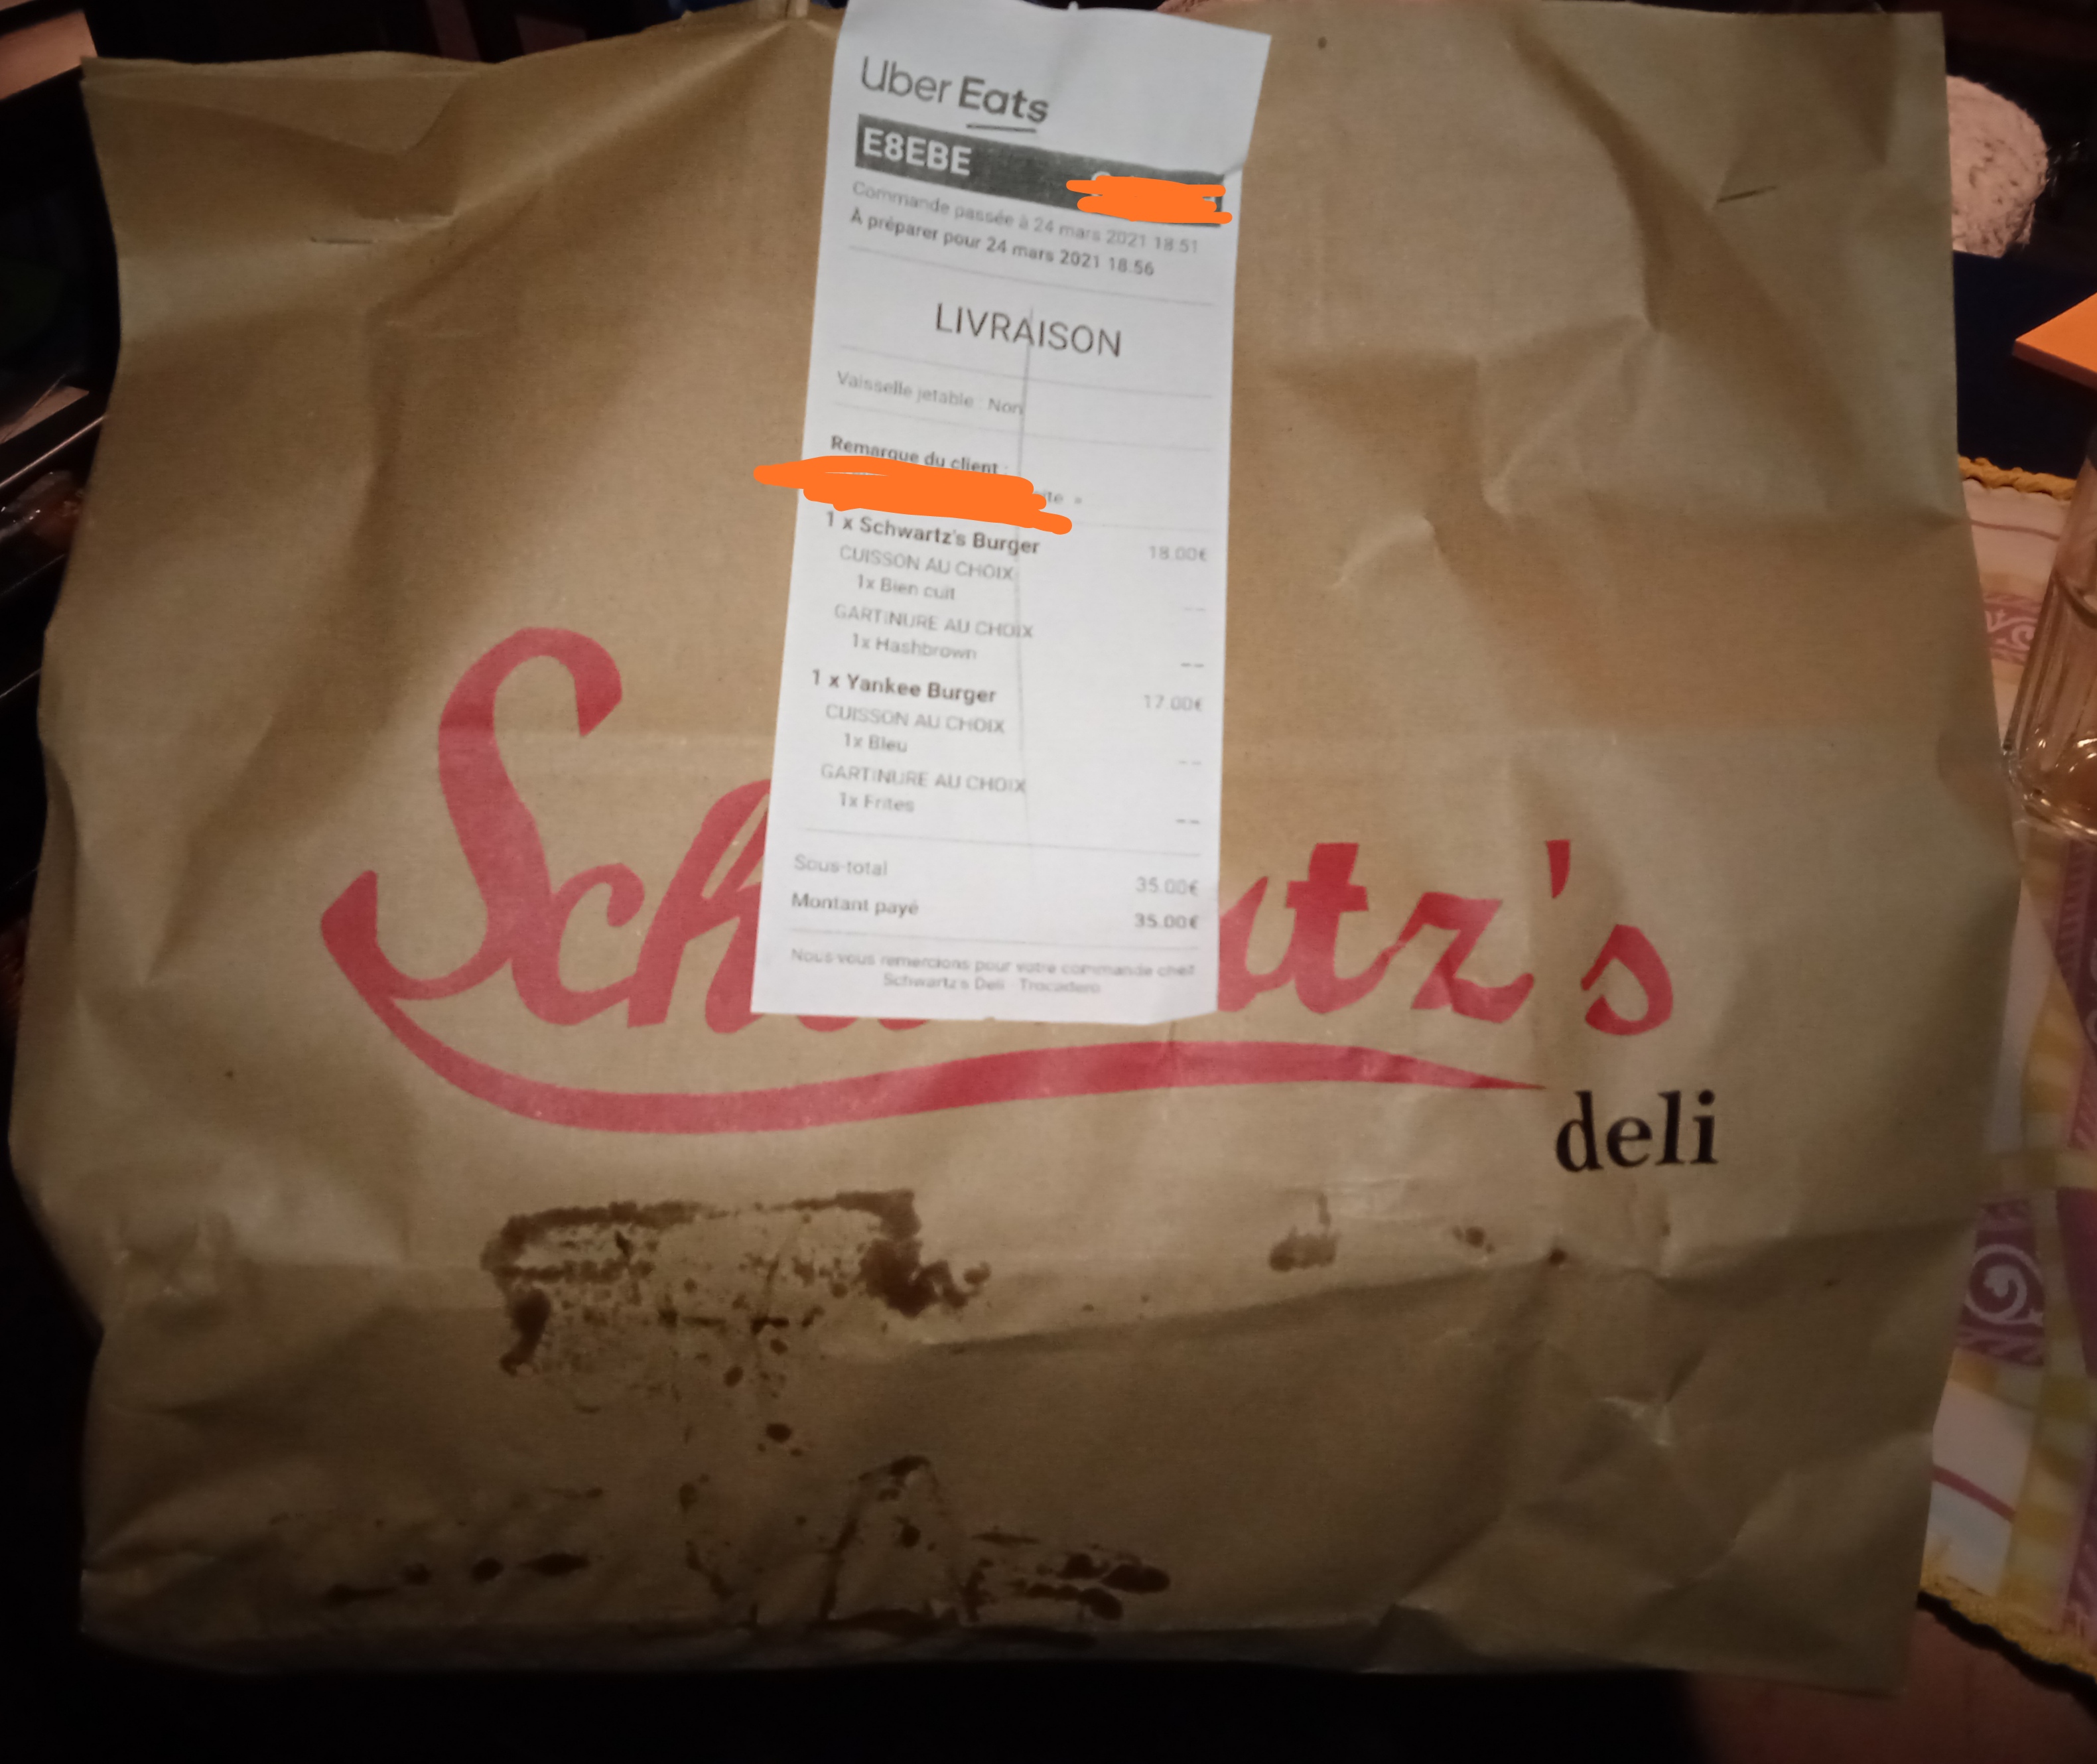 Uber Eats
E8EBE
Commande passée à 24 mars 2021 18:51
À préparer pour 24 mars 2021 18:56
LIVRAISON
Vaisselle jetable : Non
Remarque du client :
»
1 x Schwartz's Burger 18.00€
CUISSON AU CHOIX
1x Bien cuit --
GARTINURE AU CHOIX
1x Hashbrown --
1 x Yankee Burger 17.00€
CUISSON AU CHOIX
1x Bleu --
GARTINURE AU CHOIX
1x Frites --
Sous-total 35.00€
Montant payé 35.00€
Nous vous remercions pour votre commande chez
Schwartz's Deli - Trocadero
Sch tz's
deli